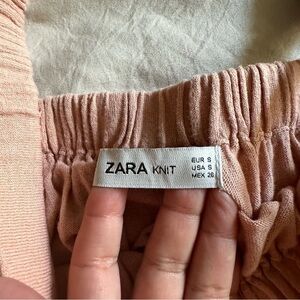 ZARA KNIT
EUR S
USA S
MEX 26